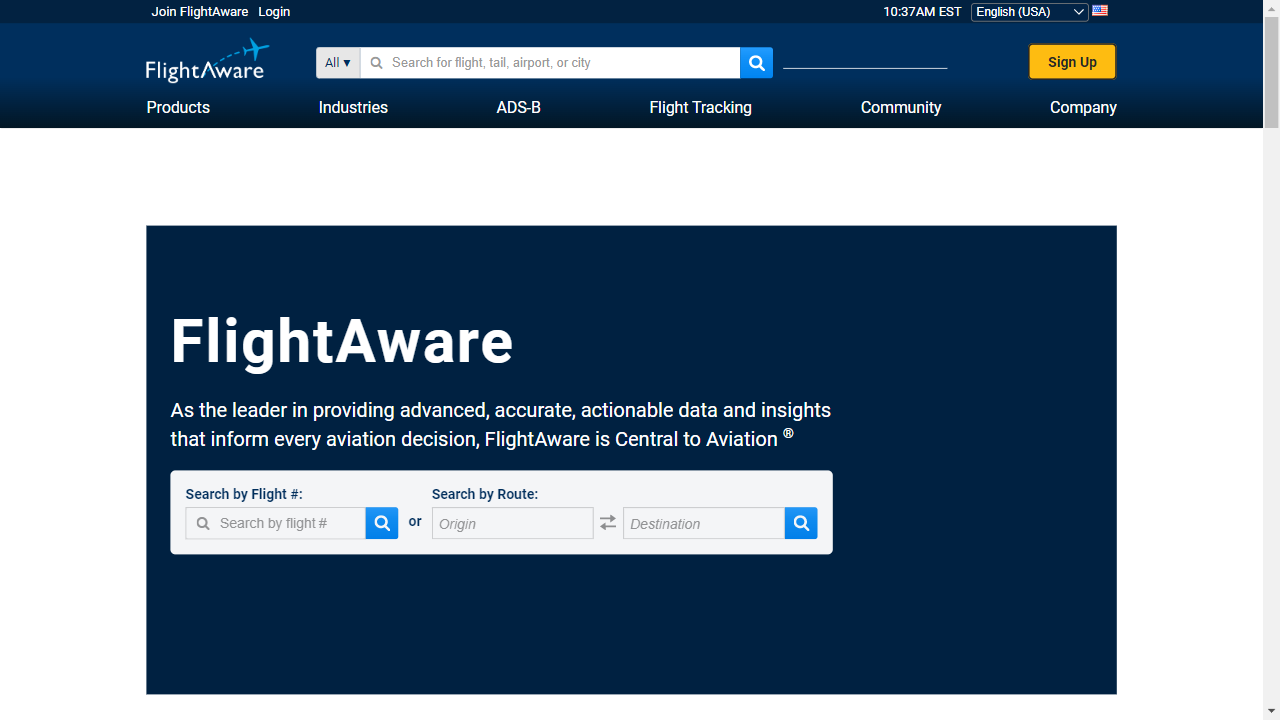 Join FlightAware Login 10:37AM EST English (USA)
FlightAware All ▾ Search for flight, tail, airport, or city Sign Up
Products Industries ADS-B Flight Tracking Community Company
FlightAware
As the leader in providing advanced, accurate, actionable data and insights
that inform every aviation decision, FlightAware is Central to Aviation ®
Search by Flight #: Search by Route:
Search by flight # or Origin Destination